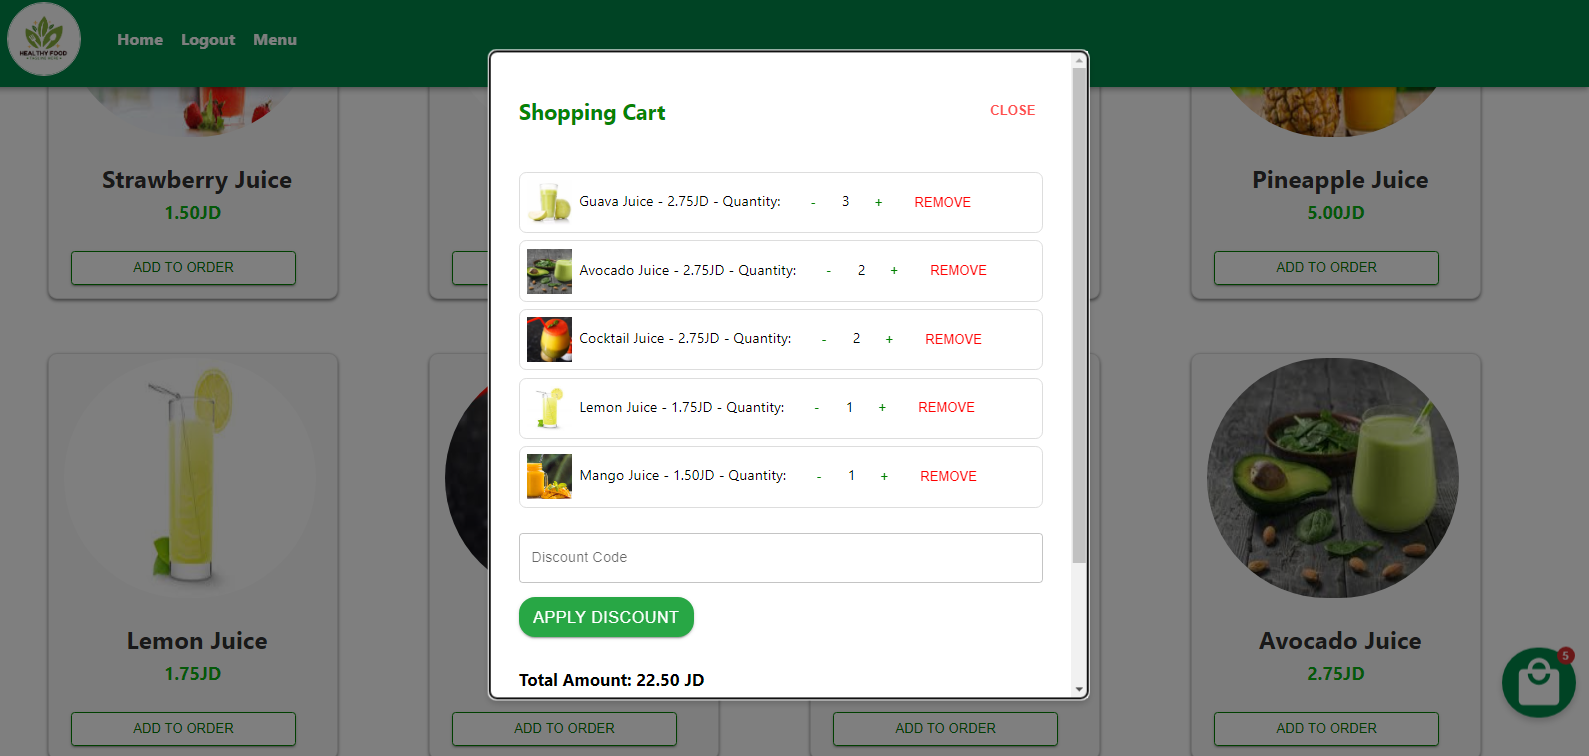 HEALTHY FOOD
Home Logout Menu
Shopping Cart
CLOSE
Guava Juice - 2.75JD - Quantity: - 3 + REMOVE
Avocado Juice - 2.75JD - Quantity: - 2 + REMOVE
Cocktail Juice - 2.75JD - Quantity: - 2 + REMOVE
Lemon Juice - 1.75JD - Quantity: - 1 + REMOVE
Mango Juice - 1.50JD - Quantity: - 1 + REMOVE
Discount Code
APPLY DISCOUNT
Total Amount: 22.50 JD
Strawberry Juice
1.50JD
ADD TO ORDER
Pineapple Juice
5.00JD
ADD TO ORDER
Lemon Juice
1.75JD
ADD TO ORDER
ADD TO ORDER
ADD TO ORDER
Avocado Juice
2.75JD
ADD TO ORDER
5